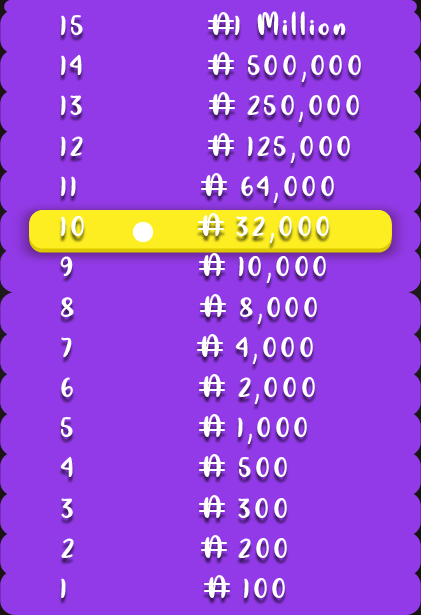 15 ₳1 Million
14 ₳ 500,000
13 ₳ 250,000
12 ₳ 125,000
11 ₳ 64,000
10 ₳ 32,000
9 ₳ 10,000
8 ₳ 8,000
7 ₳ 4,000
6 ₳ 2,000
5 ₳ 1,000
4 ₳ 500
3 ₳ 300
2 ₳ 200
1 ₳ 100